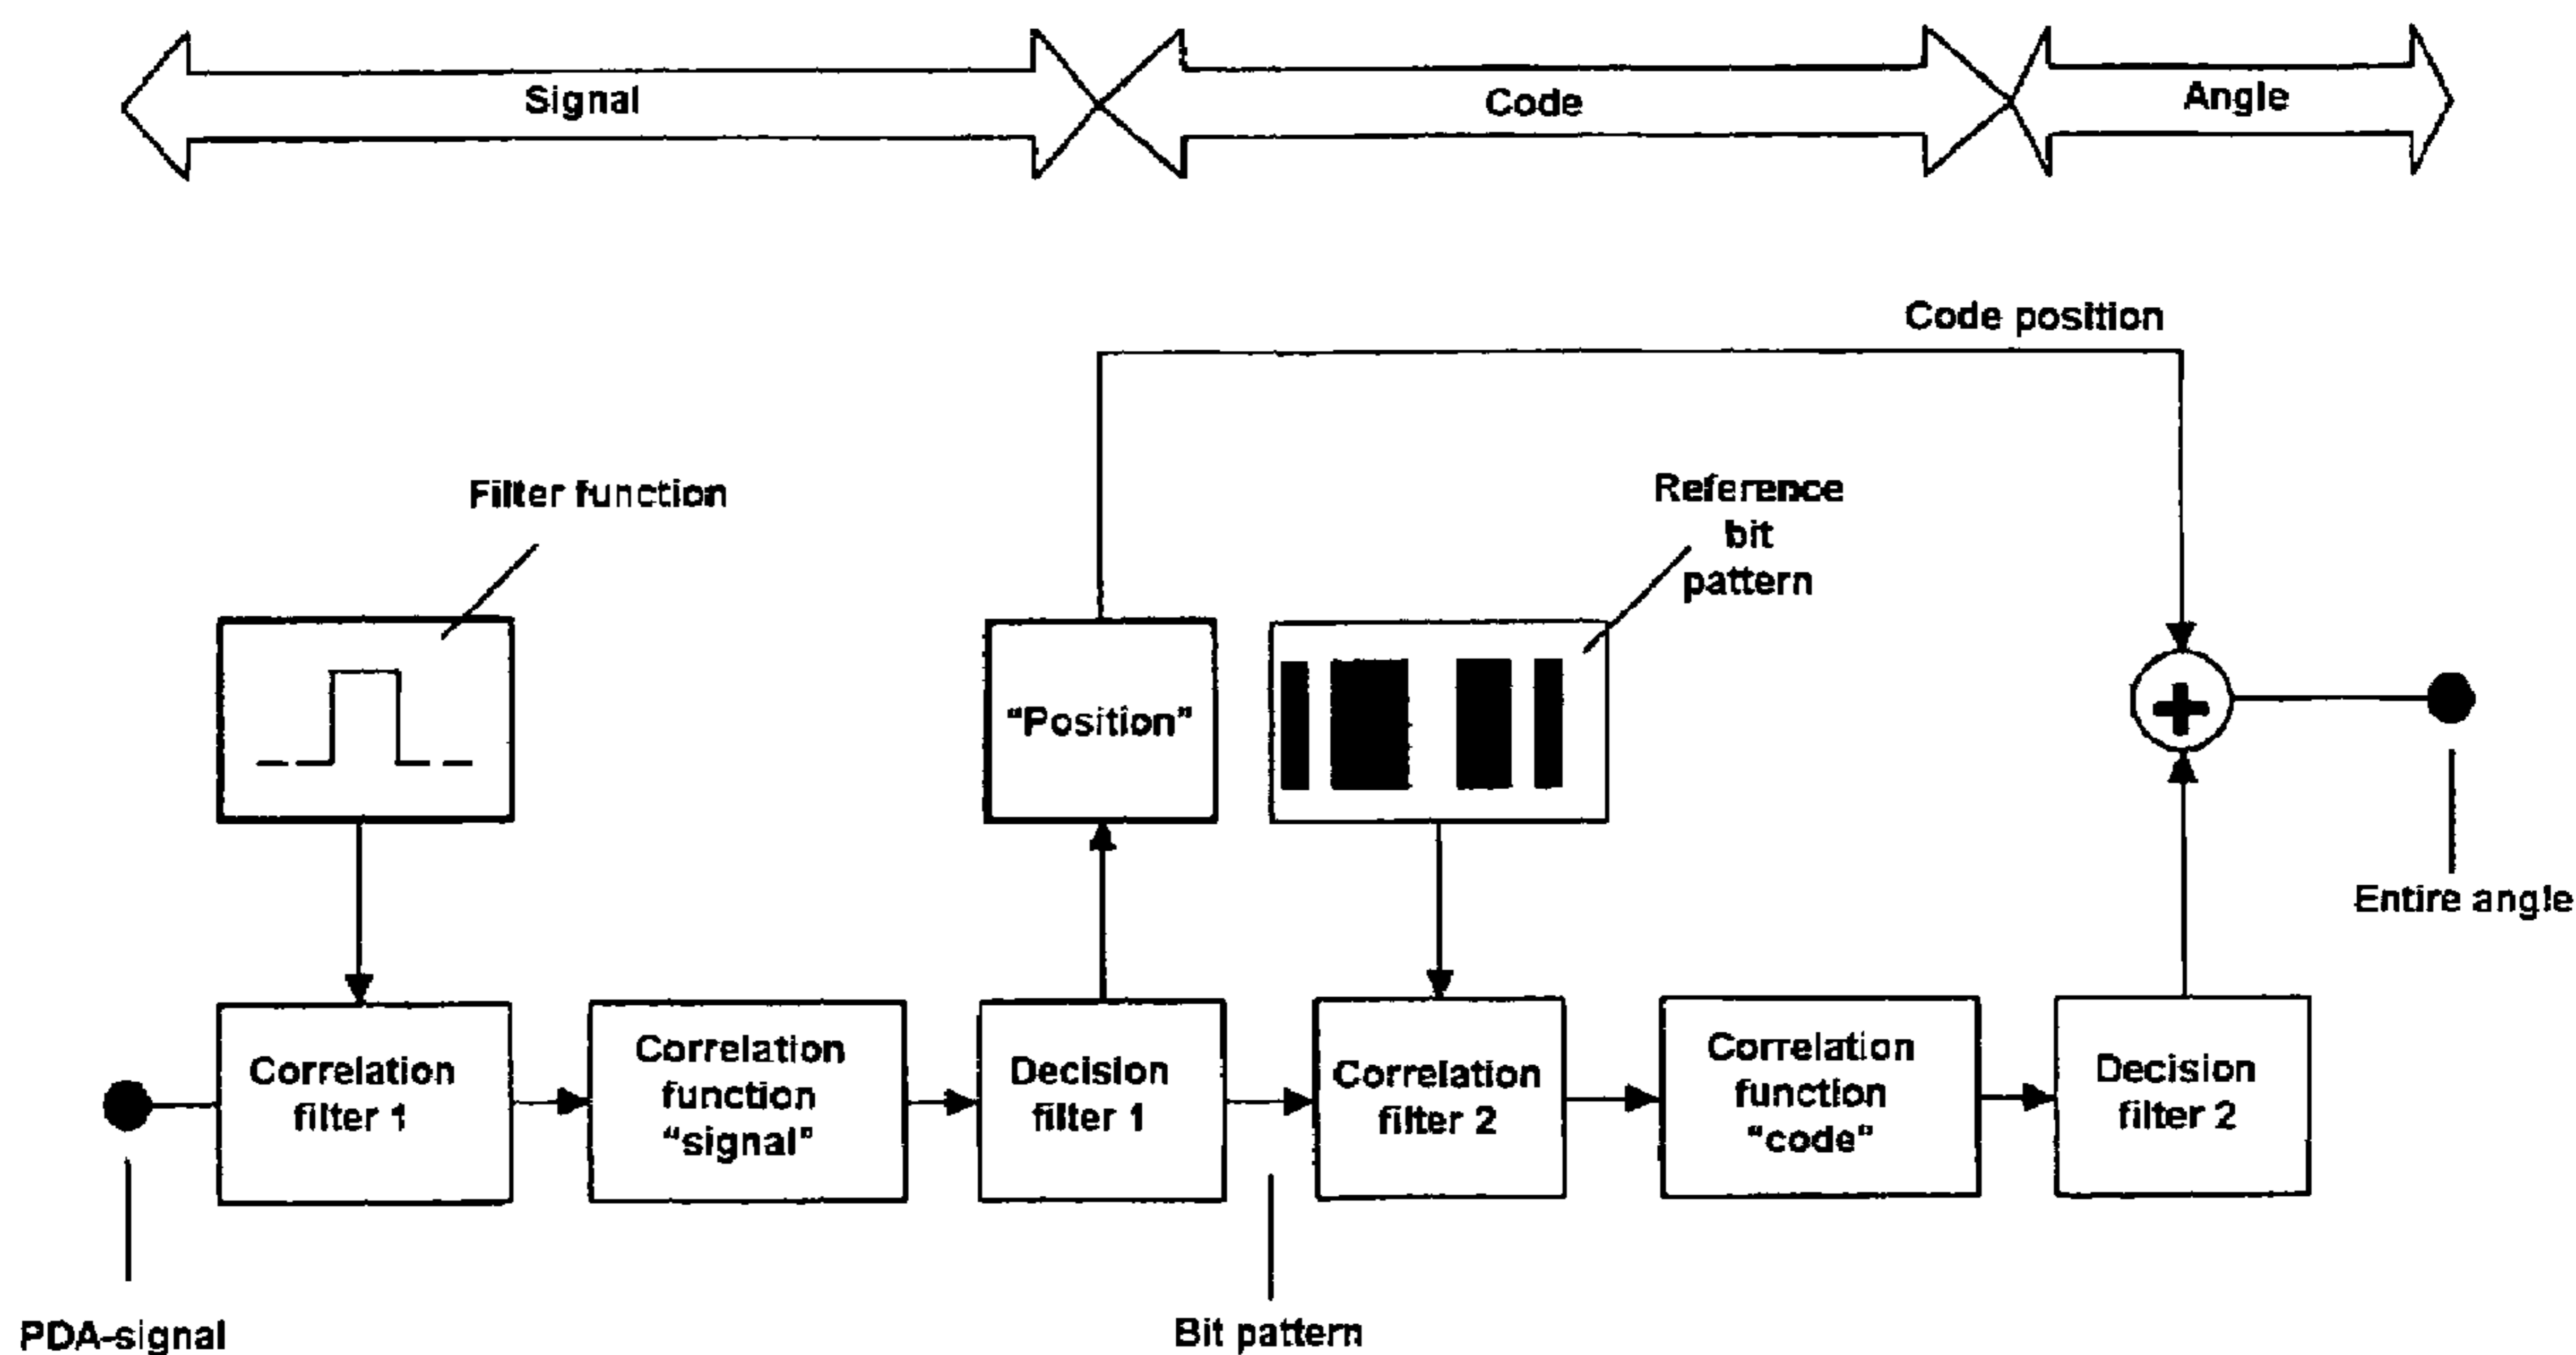 Signal
Code
Angle
Code position
Filter function
Reference
bit
pattern
"Position"
+
Entire angle
Correlation
filter 1
Correlation
function
"signal"
Decision
filter 1
Correlation
filter 2
Correlation
function
"code"
Decision
filter 2
PDA-signal
Bit pattern